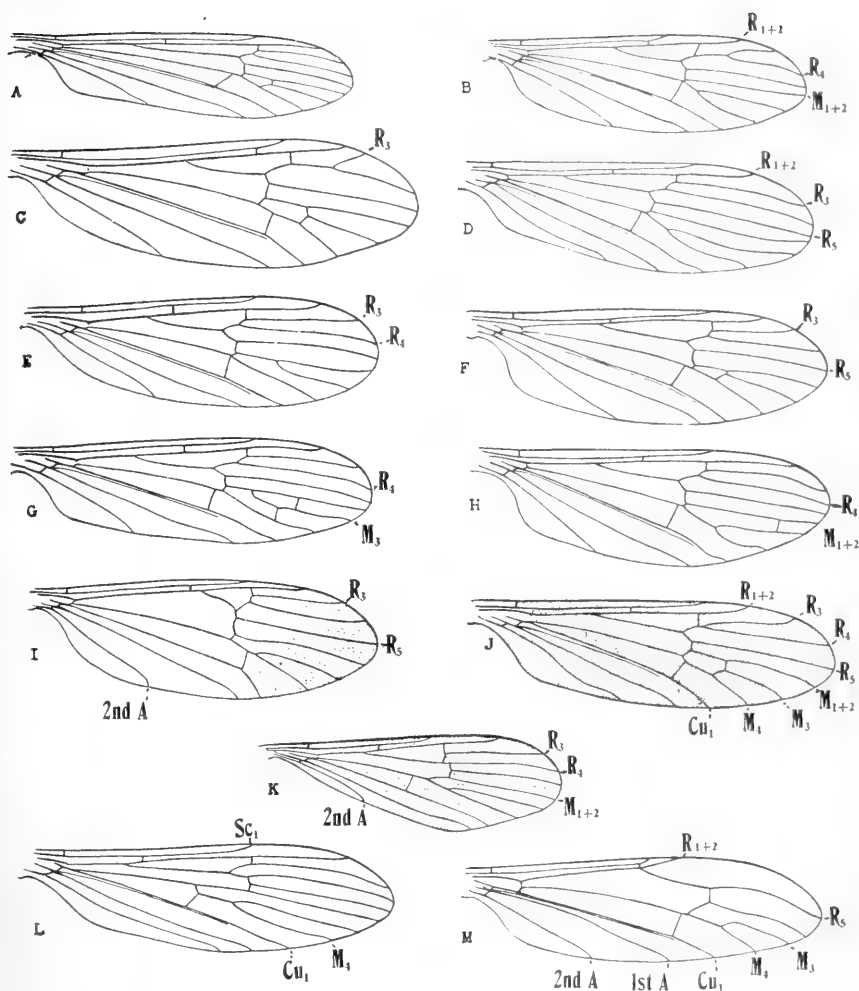 A
B
R1+2
R4
M1+2
C
R3
D
R1+2
R3
R5
E
R3
R4
F
R3
R5
G
R4
M3
H
R4
M1+2
I
R3
R5
2nd A
J
R1+2
R3
R4
R5
M1+2
M3
M4
Cu1
K
R3
R4
M1+2
2nd A
L
Sc1
Cu1
M4
M
R1+2
R5
M3
M4
Cu1
1st A
2nd A